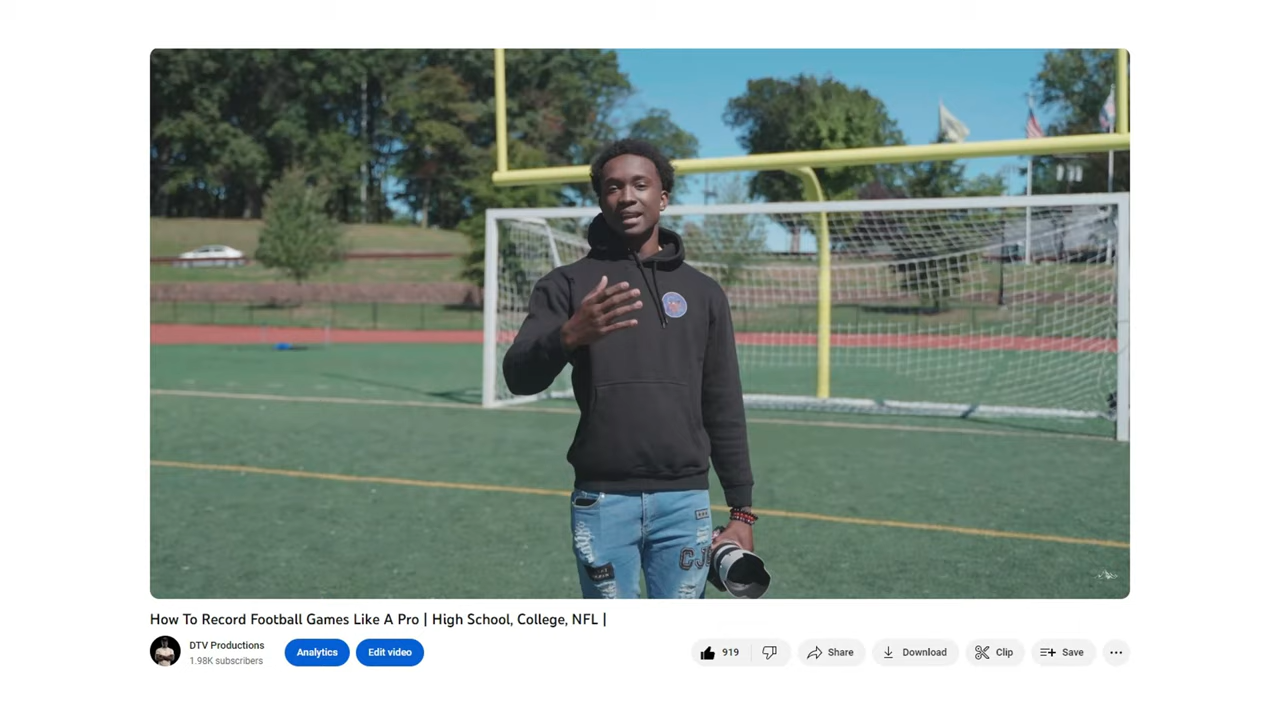 CJ
How To Record Football Games Like A Pro | High School, College, NFL |
DTV Productions
1.98K subscribers
Analytics
Edit video
919
Share
Download
Clip
Save